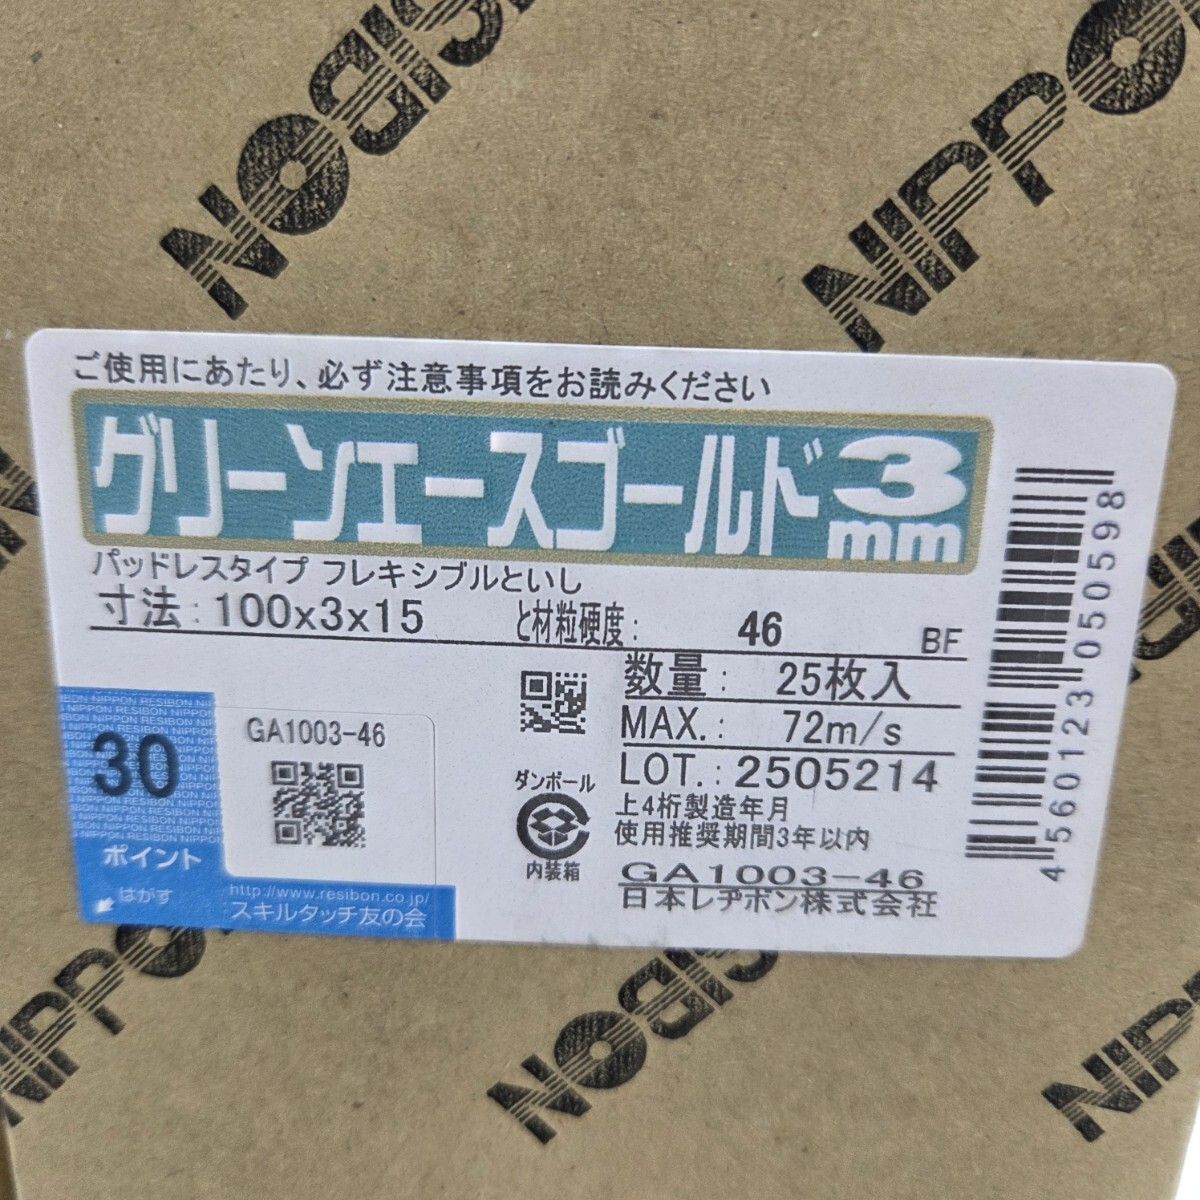 NIPPON
RESIBON
ご使用にあたり、必ず注意事項をお読みください
グリーンエースゴールド 3mm
パッドレスタイプ フレキシブルといし
寸法 : 100x3x15 と材粒硬度 : 46 BF
数量 : 25枚入
MAX. : 72m/s
LOT. : 2505214
上4桁製造年月
使用推奨期間3年以内
GA1003-46
日本レヂボン株式会社
ダンボール
内装箱
GA1003-46
30
ポイント
はがす
http://www.resibon.co.jp/
スキルタッチ友の会
4560123050598